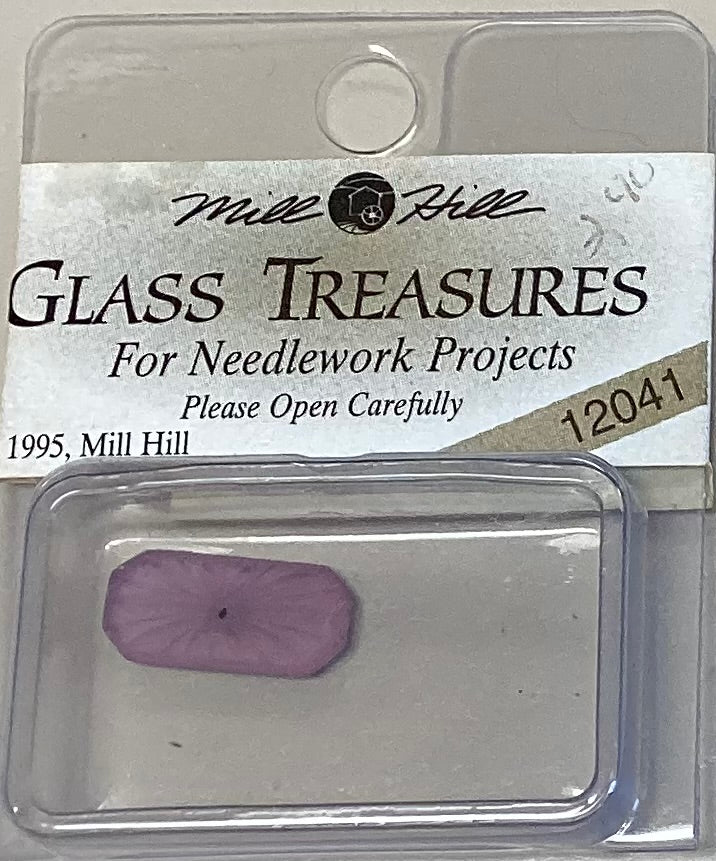 Mill Hill
GLASS TREASURES
For Needlework Projects
Please Open Carefully
12041
1995, Mill Hill